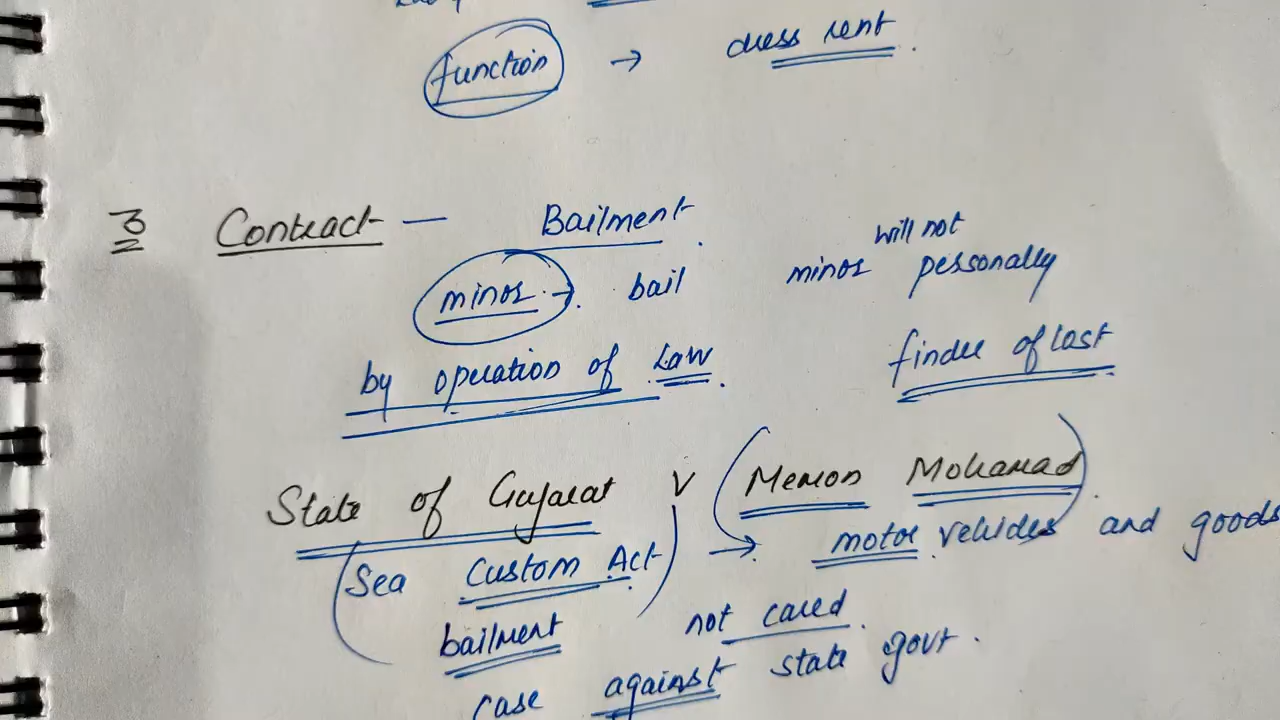 function → dress rent.
3 Contract — Bailment.
minor → . bail minor will not personally
by operation of Law. finder of lost
State of Gujarat V (Memon Mohamad).
(Sea Custom Act) → motor vehicles and goods
bailment not cared.
case against state govt.